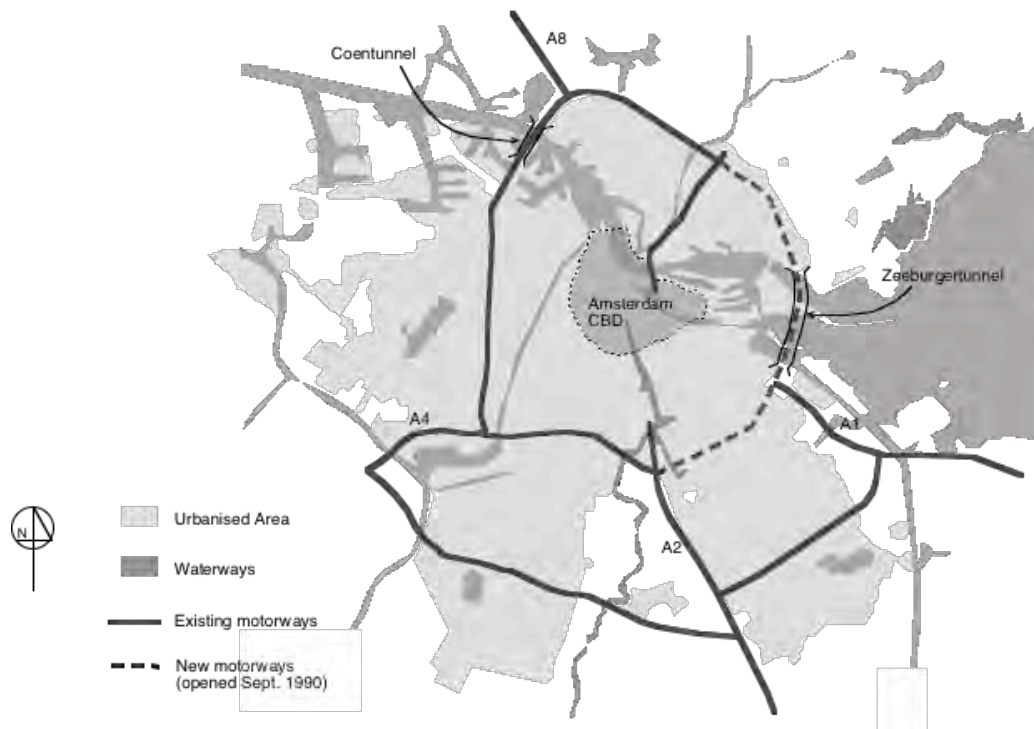 A8
Coentunnel
Zeeburgertunnel
Amsterdam
CBD
A4
A1
A2
N
Urbanised Area
Waterways
Existing motorways
New motorways
(opened Sept. 1990)